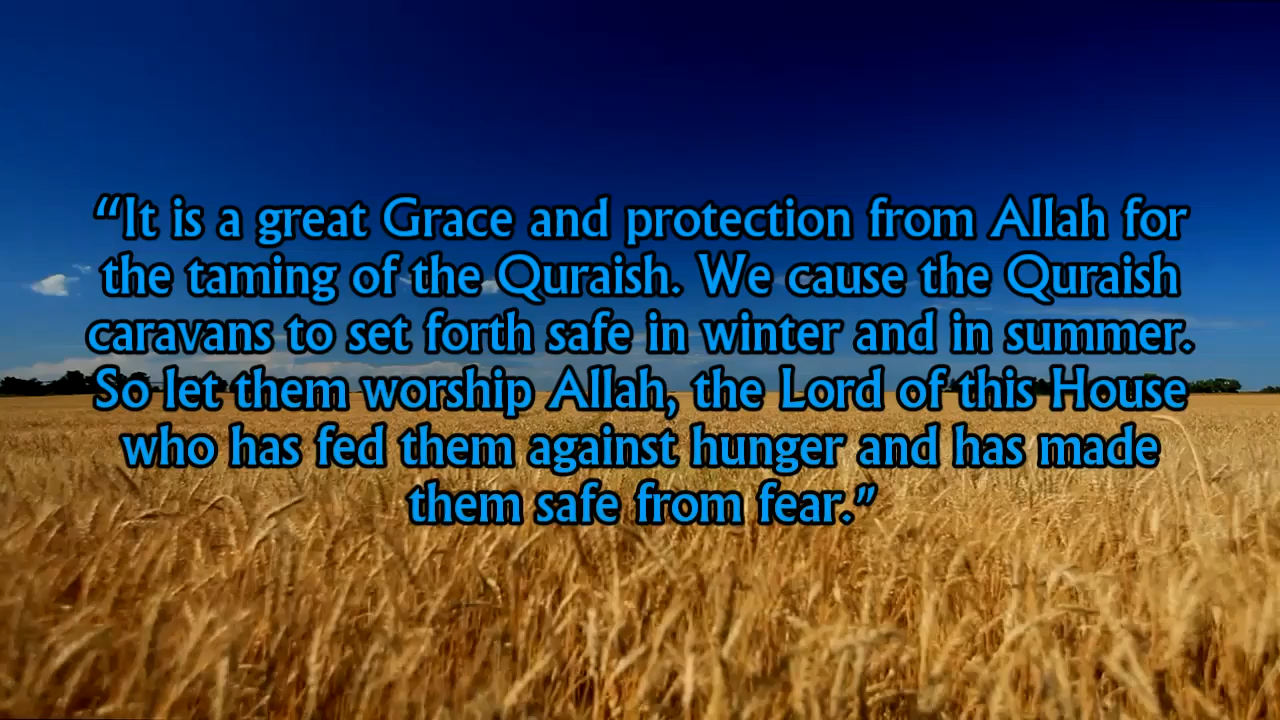 “It is a great Grace and protection from Allah for
the taming of the Quraish. We cause the Quraish
caravans to set forth safe in winter and in summer.
So let them worship Allah, the Lord of this House
who has fed them against hunger and has made
them safe from fear.”